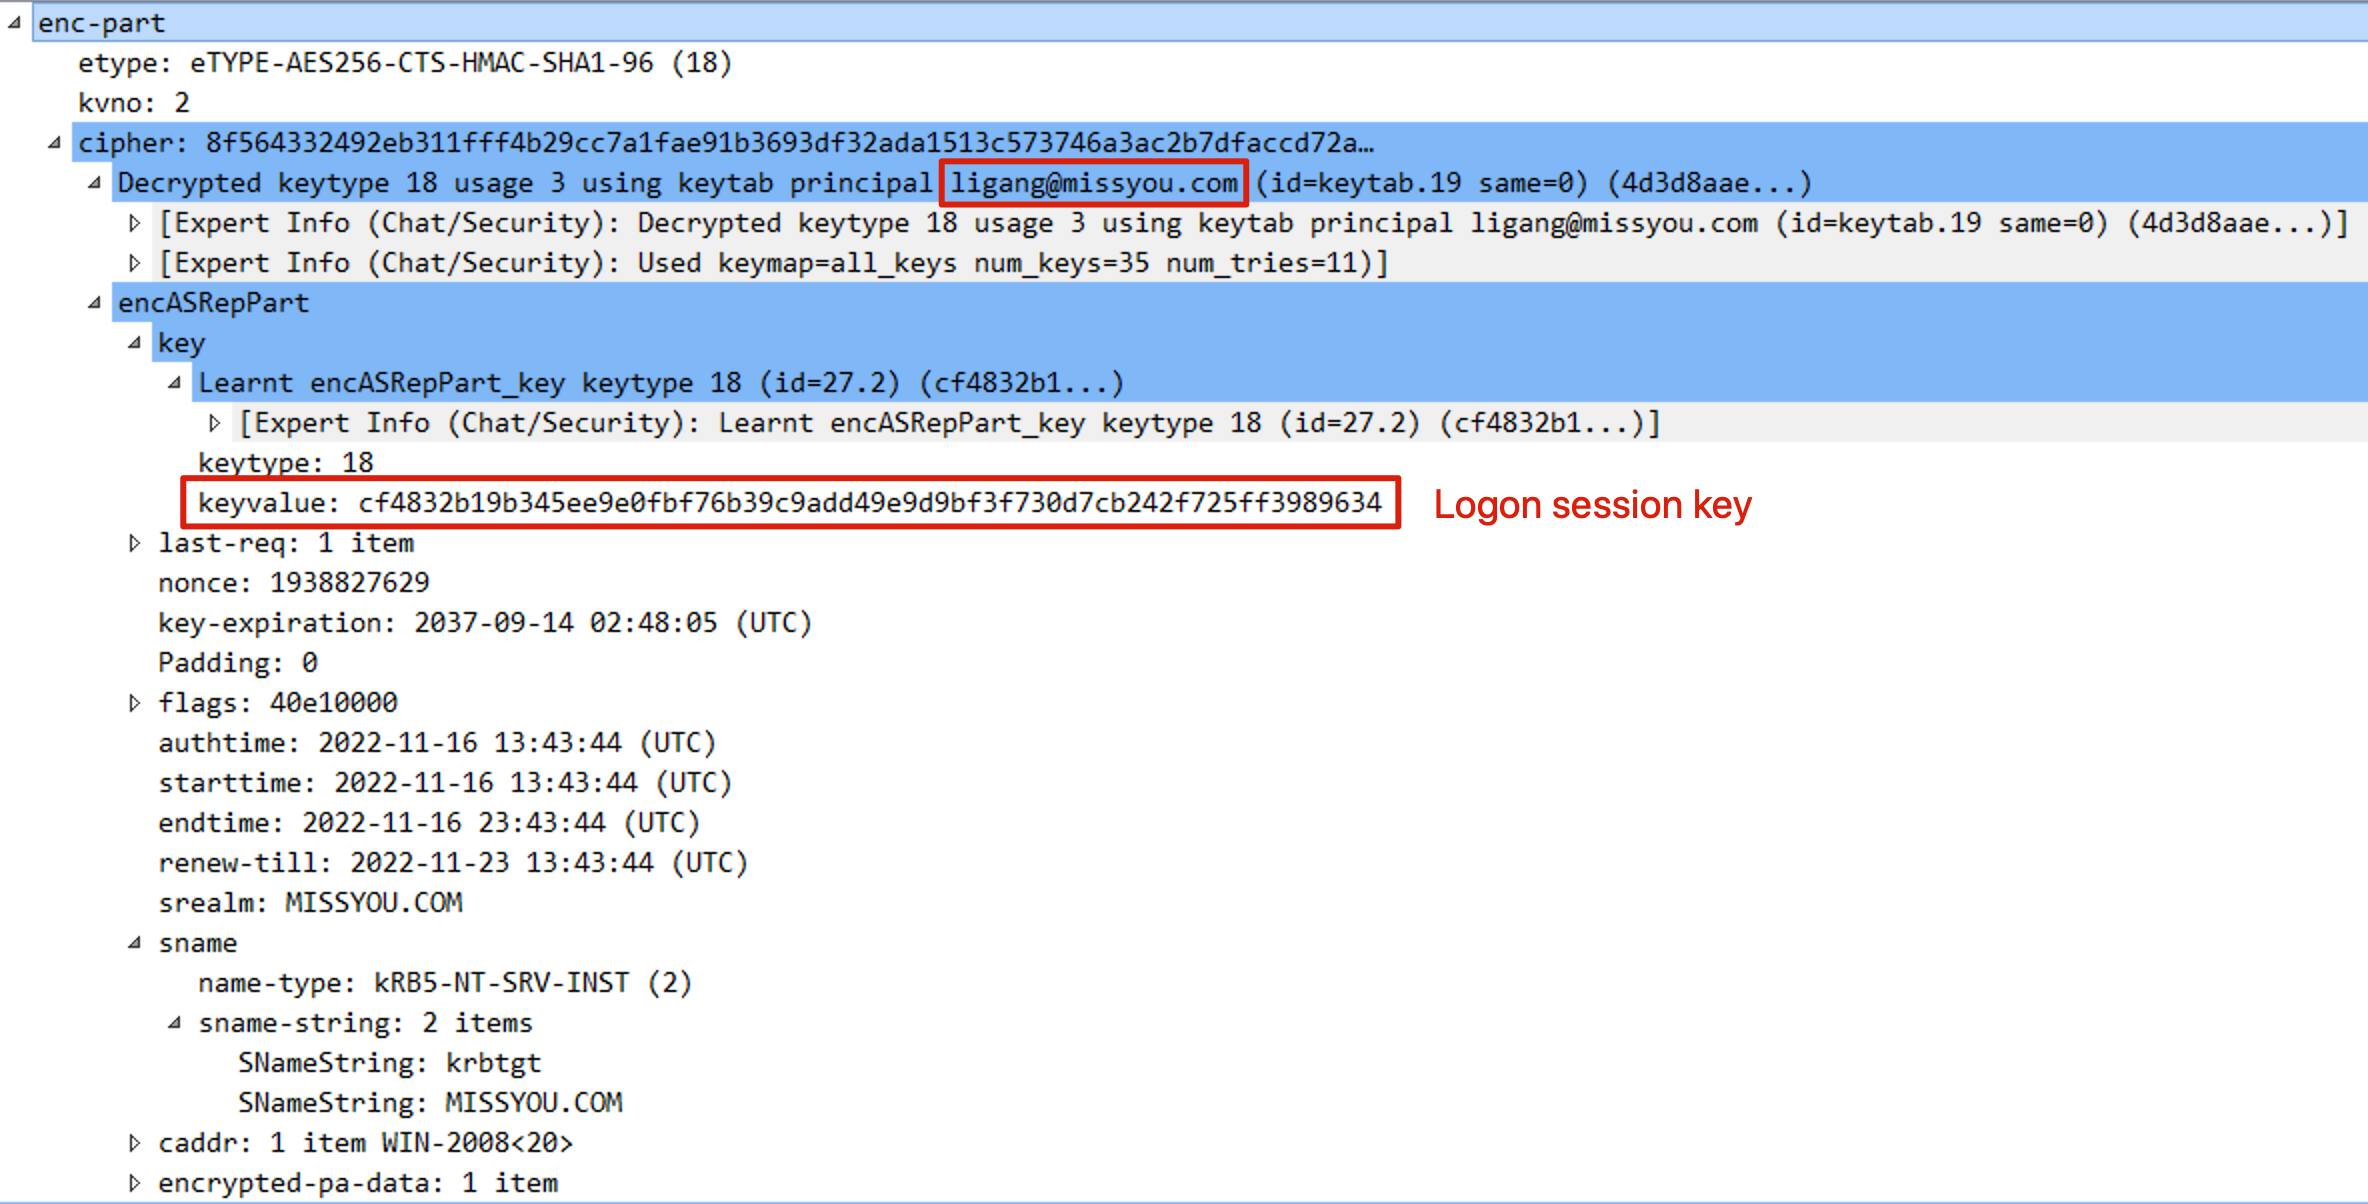 enc-part
etype: eTYPE-AES256-CTS-HMAC-SHA1-96 (18)
kvno: 2
cipher: 8f564332492eb311fff4b29cc7a1fae91b3693df32ada1513c573746a3ac2b7dfaccd72a…
Decrypted keytype 18 usage 3 using keytab principal ligang@missyou.com (id=keytab.19 same=0) (4d3d8aae...)
[Expert Info (Chat/Security): Decrypted keytype 18 usage 3 using keytab principal ligang@missyou.com (id=keytab.19 same=0) (4d3d8aae...)]
[Expert Info (Chat/Security): Used keymap=all_keys num_keys=35 num_tries=11)]
encASRepPart
key
Learnt encASRepPart_key keytype 18 (id=27.2) (cf4832b1...)
[Expert Info (Chat/Security): Learnt encASRepPart_key keytype 18 (id=27.2) (cf4832b1...)]
keytype: 18
keyvalue: cf4832b19b345ee9e0fbf76b39c9add49e9d9bf3f730d7cb242f725ff3989634 Logon session key
last-req: 1 item
nonce: 1938827629
key-expiration: 2037-09-14 02:48:05 (UTC)
Padding: 0
flags: 40e10000
authtime: 2022-11-16 13:43:44 (UTC)
starttime: 2022-11-16 13:43:44 (UTC)
endtime: 2022-11-16 23:43:44 (UTC)
renew-till: 2022-11-23 13:43:44 (UTC)
srealm: MISSYOU.COM
sname
name-type: kRB5-NT-SRV-INST (2)
sname-string: 2 items
SNameString: krbtgt
SNameString: MISSYOU.COM
caddr: 1 item WIN-2008<20>
encrypted-pa-data: 1 item